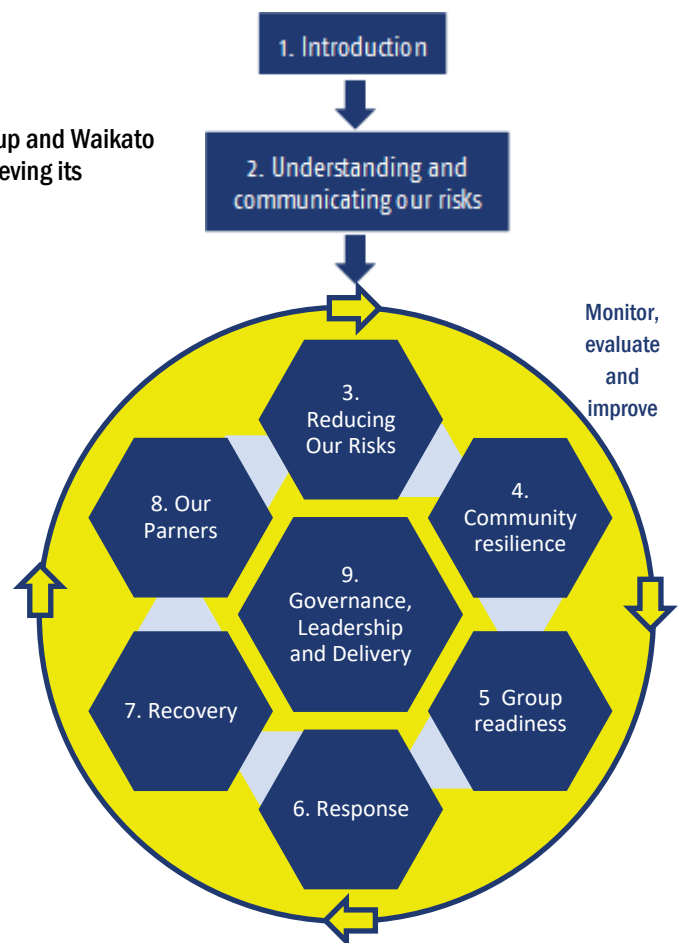 1. Introduction
up and Waikato
eving its
2. Understanding and
communicating our risks
Monitor,
evaluate
and
improve
3.
Reducing
Our Risks
4.
Community
resilience
5 Group
readiness
6. Response
7. Recovery
8. Our
Parners
9.
Governance,
Leadership
and Delivery